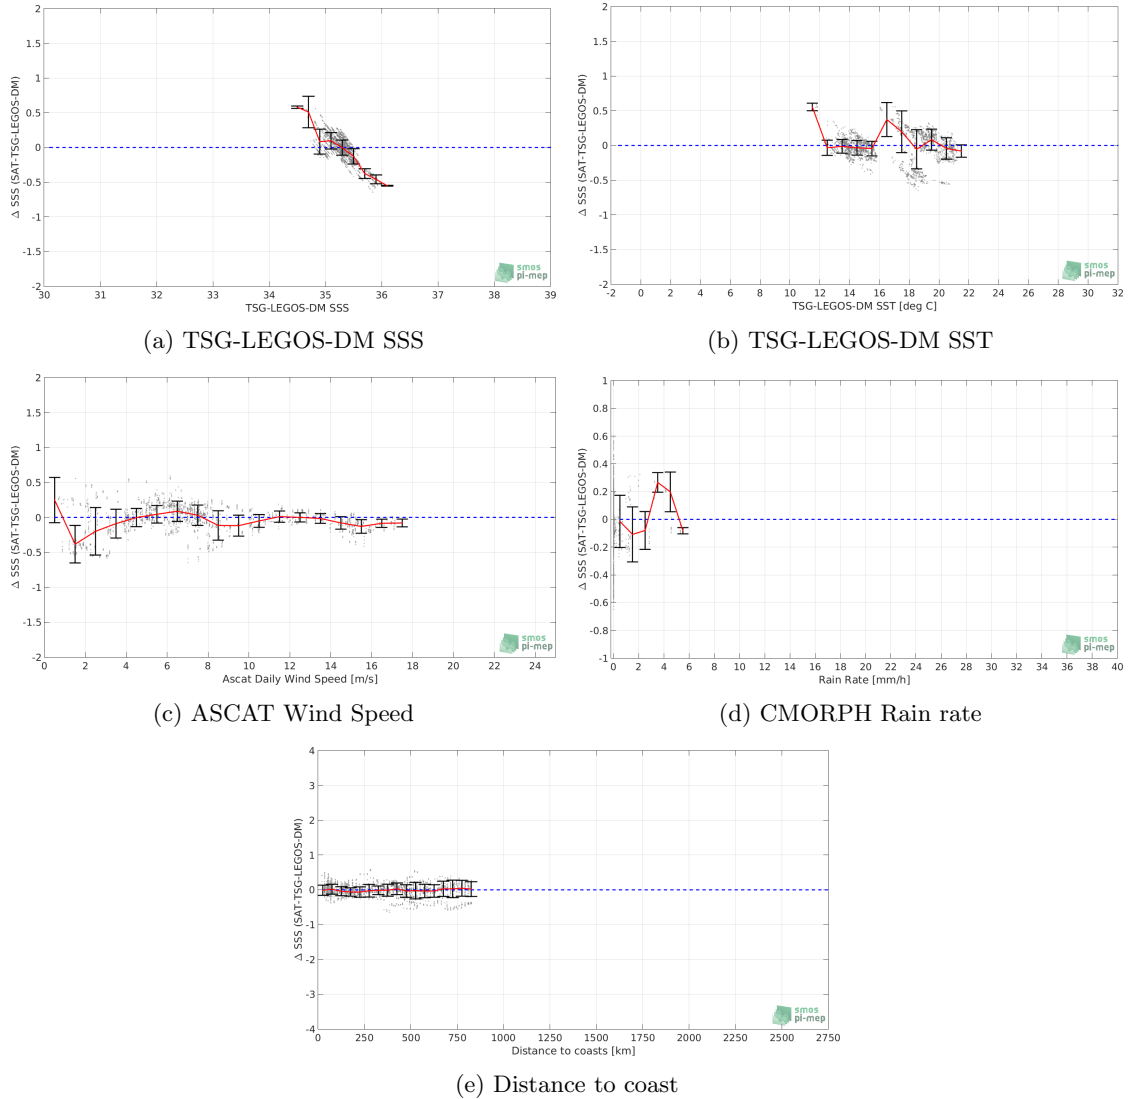 2
1.5
1
0.5
0
-0.5
-1
-1.5
-2
Δ SSS (SAT-TSG-LEGOS-DM)
30 31 32 33 34 35 36 37 38 39
TSG-LEGOS-DM SSS
smos
pi-mep
(a) TSG-LEGOS-DM SSS
2
1.5
1
0.5
0
-0.5
-1
-1.5
-2
Δ SSS (SAT-TSG-LEGOS-DM)
-2 0 2 4 6 8 10 12 14 16 18 20 22 24 26 28 30 32
TSG-LEGOS-DM SST [deg C]
smos
pi-mep
(b) TSG-LEGOS-DM SST
2
1.5
1
0.5
0
-0.5
-1
-1.5
-2
Δ SSS (SAT-TSG-LEGOS-DM)
0 2 4 6 8 10 12 14 16 18 20 22 24
Ascat Daily Wind Speed [m/s]
smos
pi-mep
(c) ASCAT Wind Speed
1
0.8
0.6
0.4
0.2
0
-0.2
-0.4
-0.6
-0.8
-1
Δ SSS (SAT-TSG-LEGOS-DM)
0 2 4 6 8 10 12 14 16 18 20 22 24 26 28 30 32 34 36 38 40
Rain Rate [mm/h]
smos
pi-mep
(d) CMORPH Rain rate
4
3
2
1
0
-1
-2
-3
-4
Δ SSS (SAT-TSG-LEGOS-DM)
0 250 500 750 1000 1250 1500 1750 2000 2250 2500 2750
Distance to coasts [km]
smos
pi-mep
(e) Distance to coast